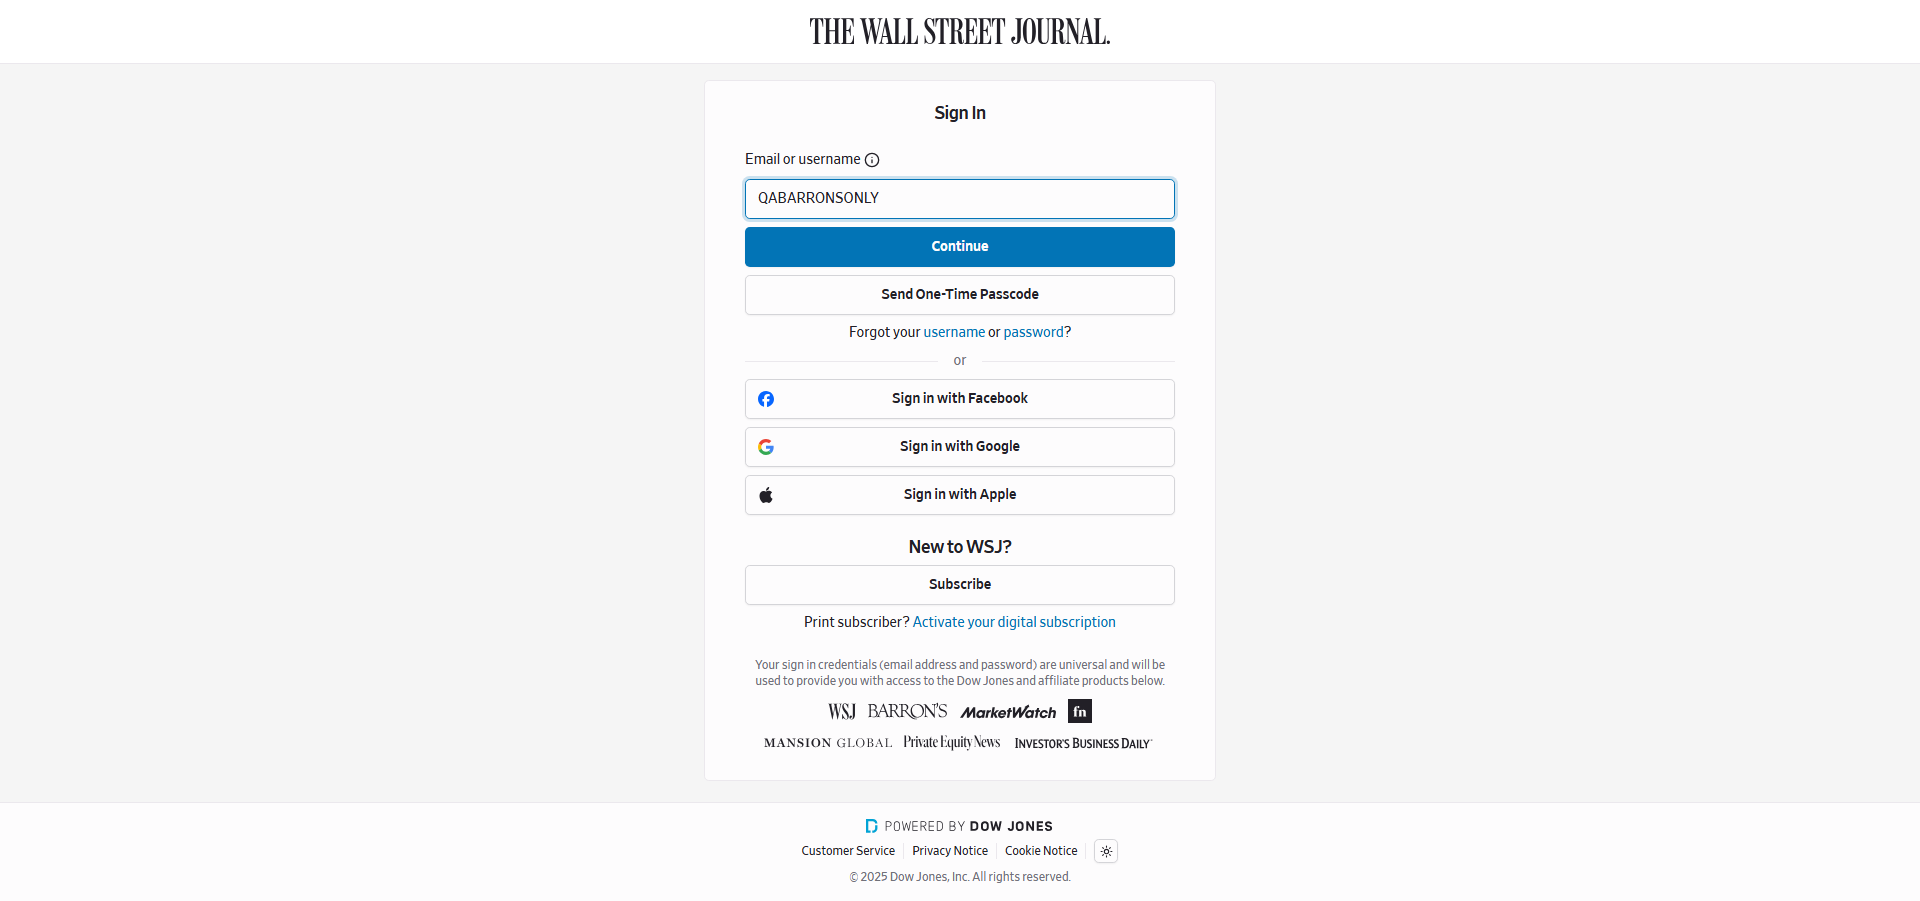 THE WALL STREET JOURNAL.
Sign In
Email or username
QABARRONSONLY
Continue
Send One-Time Passcode
Forgot your username or password?
or
Sign in with Facebook
Sign in with Google
Sign in with Apple
New to WSJ?
Subscribe
Print subscriber? Activate your digital subscription
Your sign in credentials (email address and password) are universal and will be
used to provide you with access to the Dow Jones and affiliate products below.
WSJ BARRON'S MarketWatch fn
MANSION GLOBAL Private Equity News INVESTOR'S BUSINESS DAILY
POWERED BY DOW JONES
Customer Service Privacy Notice Cookie Notice
© 2025 Dow Jones, Inc. All rights reserved.